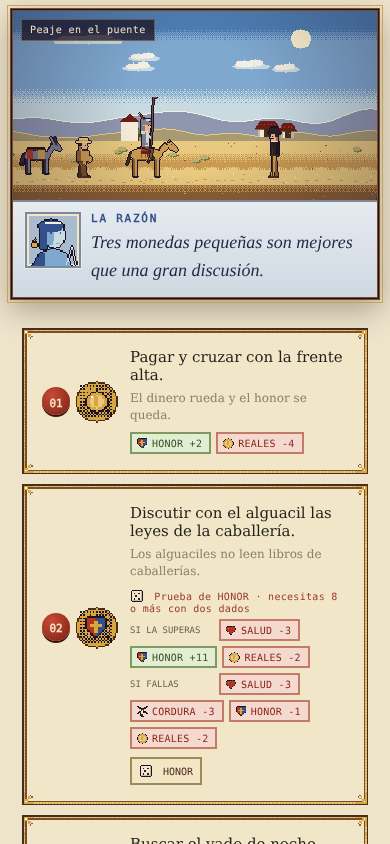 Peaje en el puente
LA RAZÓN
Tres monedas pequeñas son mejores
que una gran discusión.
01
Pagar y cruzar con la frente
alta.
El dinero rueda y el honor se
queda.
HONOR +2
REALES -4
02
Discutir con el alguacil las
leyes de la caballería.
Los alguaciles no leen libros de
caballerías.
Prueba de HONOR · necesitas 8
o más con dos dados
SI LA SUPERAS
SALUD -3
HONOR +11
REALES -2
SI FALLAS
SALUD -3
CORDURA -3
HONOR -1
REALES -2
HONOR
Buscar el vado de noche